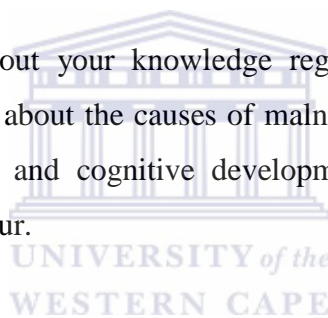 out your knowledge reg
about the causes of maln
and cognitive developm
ur.
UNIVERSITY of the
WESTERN CAPE